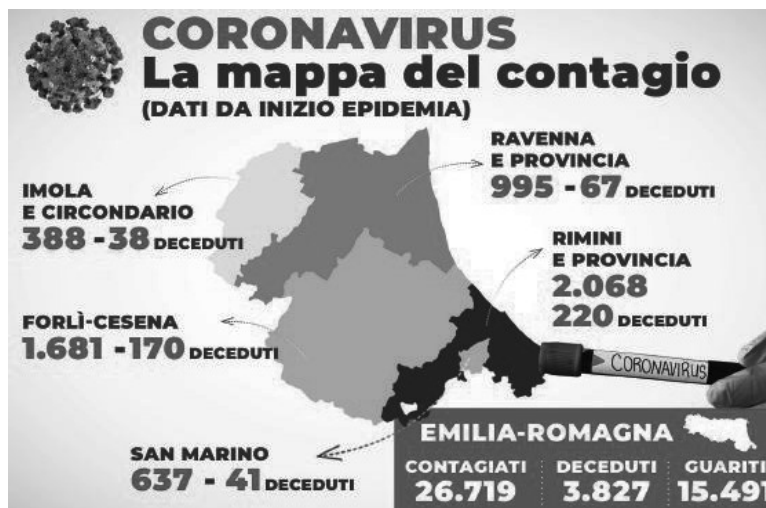 CORONAVIRUS
La mappa del contagio
(DATI DA INIZIO EPIDEMIA)
RAVENNA
E PROVINCIA
995 - 67 DECEDUTI
IMOLA
E CIRCONDARIO
388 - 38 DECEDUTI
RIMINI
E PROVINCIA
2.068
220 DECEDUTI
FORLÌ-CESENA
1.681 - 170 DECEDUTI
CORONAVIRUS
SAN MARINO
637 - 41 DECEDUTI
EMILIA-ROMAGNA
CONTAGIATI DECEDUTI GUARITI
26.719 3.827 15.491